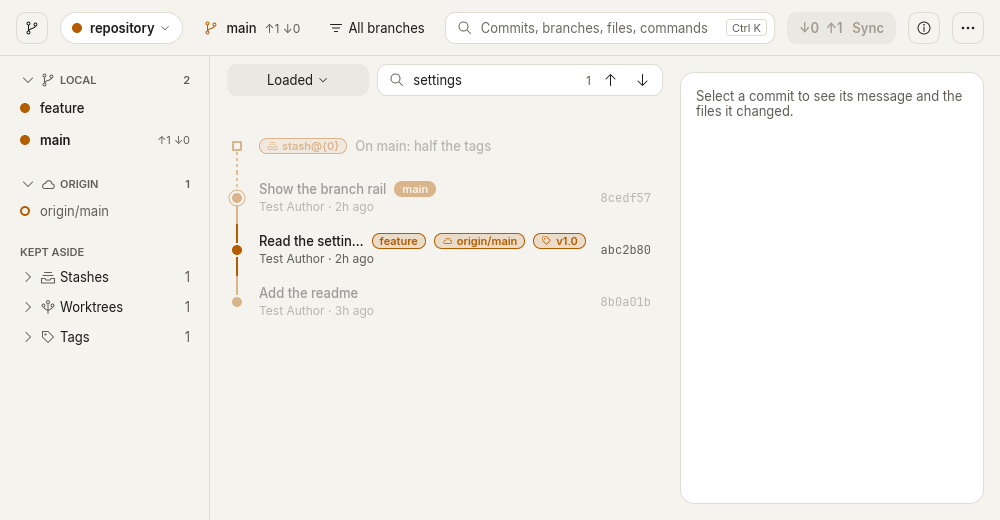 repository
main ↑1 ↓0
All branches
Commits, branches, files, commands Ctrl K
↓0 ↑1 Sync
LOCAL 2
feature
main ↑1 ↓0
ORIGIN 1
origin/main
KEPT ASIDE
Stashes 1
Worktrees 1
Tags 1
Loaded
settings 1
stash@{0} On main: half the tags
Show the branch rail main
Test Author · 2h ago 8cedf57
Read the settin... feature origin/main v1.0
Test Author · 2h ago abc2b80
Add the readme
Test Author · 3h ago 8b0a01b
Select a commit to see its message and the
files it changed.